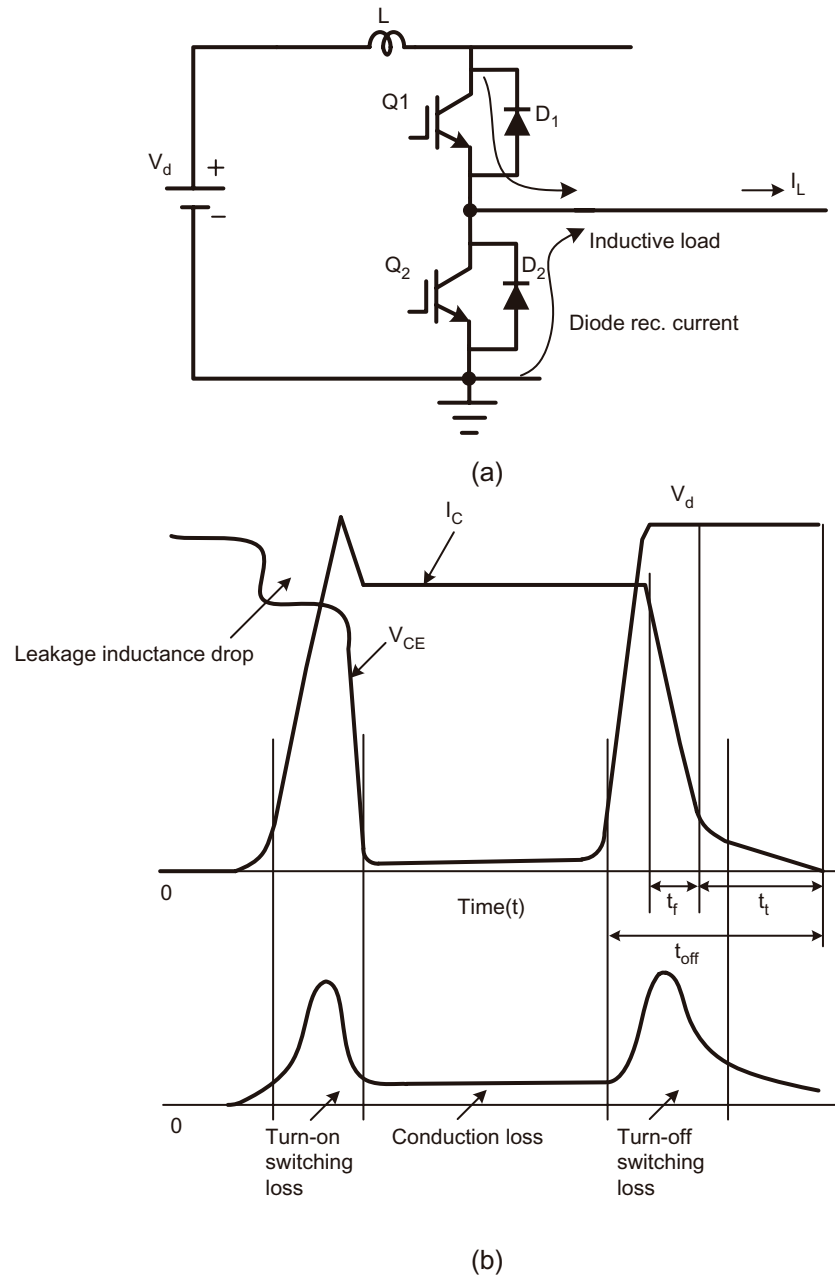 L
Q1
D1
Vd
+
−
IL
Inductive load
Q2
D2
Diode rec. current
(a)
Vd
IC
VCE
Leakage inductance drop
0
Time(t)
tf
tt
toff
0
Turn-on
switching
loss
Conduction loss
Turn-off
switching
loss
(b)